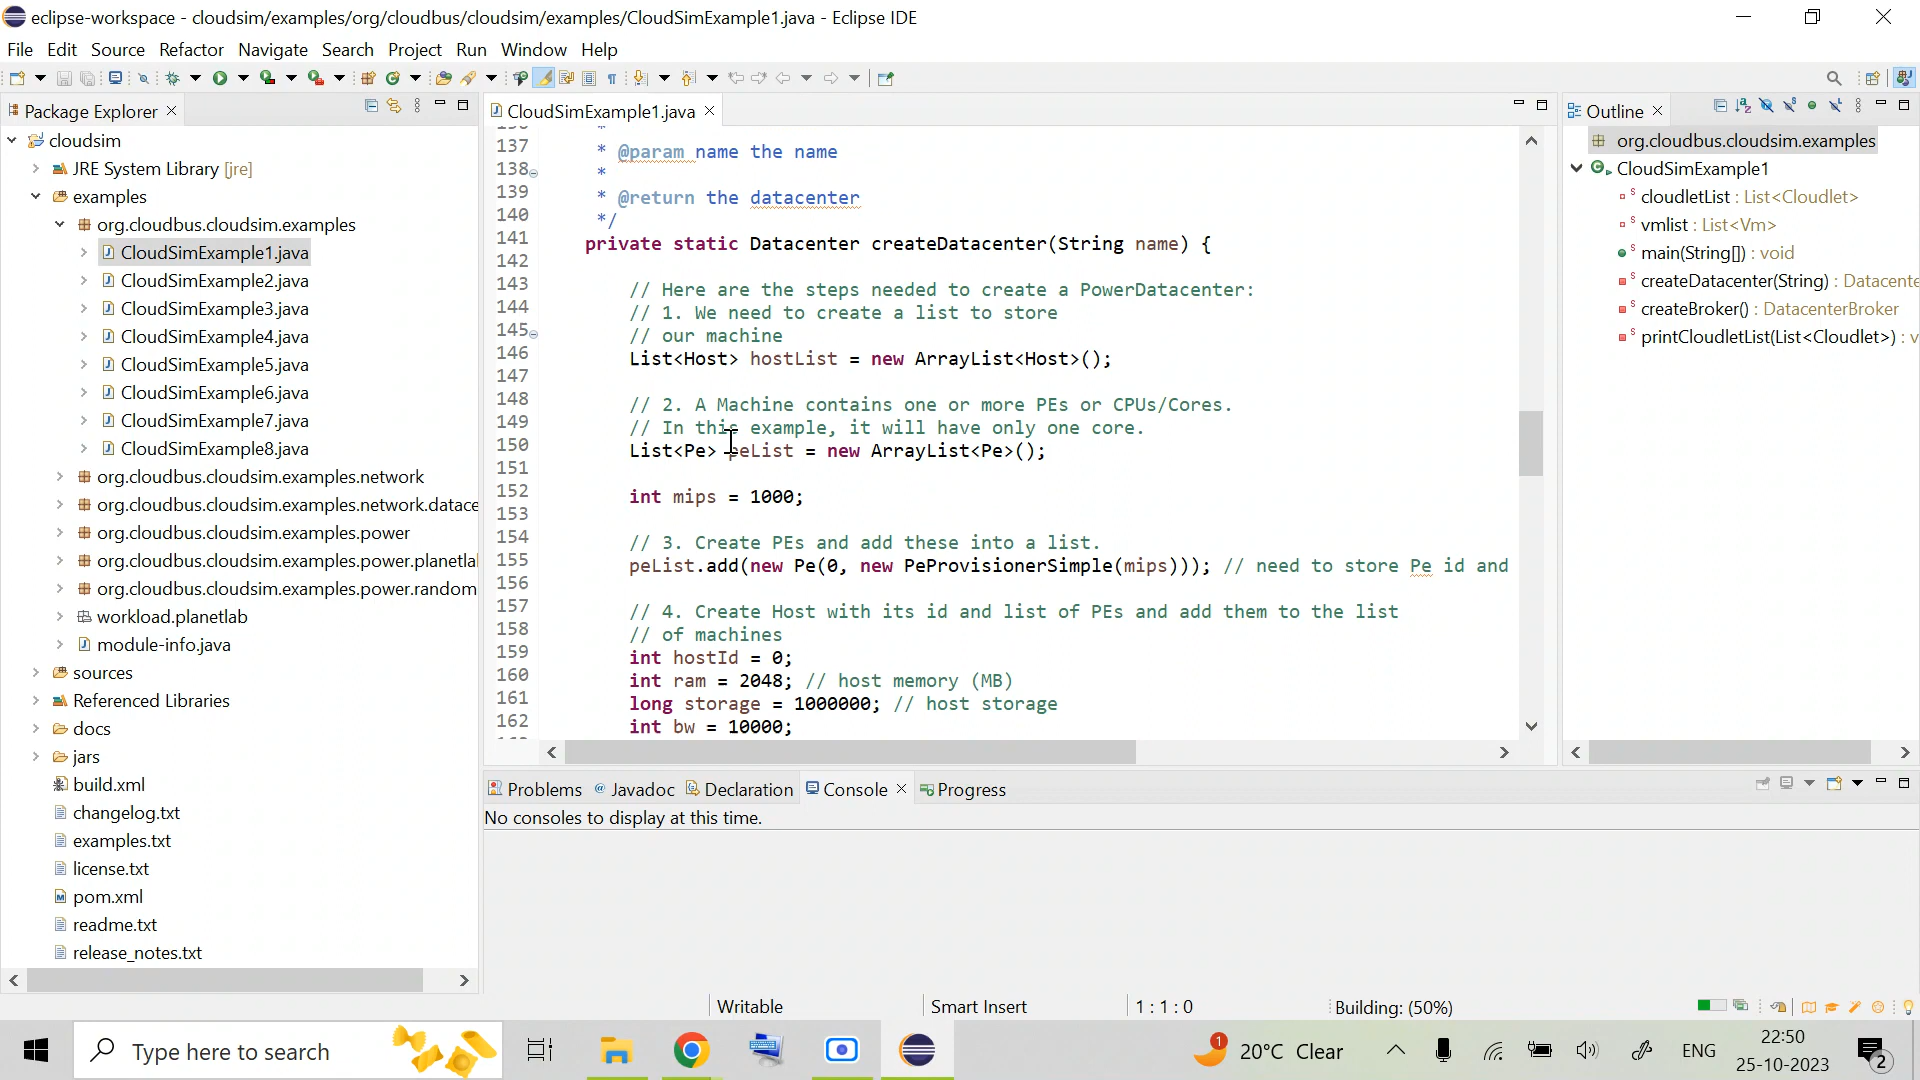 eclipse-workspace - cloudsim/examples/org/cloudbus/cloudsim/examples/CloudSimExample1.java - Eclipse IDE
File Edit Source Refactor Navigate Search Project Run Window Help
Package Explorer
cloudsim
JRE System Library [jre]
examples
org.cloudbus.cloudsim.examples
CloudSimExample1.java
CloudSimExample2.java
CloudSimExample3.java
CloudSimExample4.java
CloudSimExample5.java
CloudSimExample6.java
CloudSimExample7.java
CloudSimExample8.java
org.cloudbus.cloudsim.examples.network
org.cloudbus.cloudsim.examples.network.datace
org.cloudbus.cloudsim.examples.power
org.cloudbus.cloudsim.examples.power.planetla
org.cloudbus.cloudsim.examples.power.random
workload.planetlab
module-info.java
sources
Referenced Libraries
docs
jars
build.xml
changelog.txt
examples.txt
license.txt
pom.xml
readme.txt
release_notes.txt
CloudSimExample1.java
137 * @param name the name
138 *
139 * @return the datacenter
140 */
141 private static Datacenter createDatacenter(String name) {
142
143 // Here are the steps needed to create a PowerDatacenter:
144 // 1. We need to create a list to store
145 // our machine
146 List<Host> hostList = new ArrayList<Host>();
147
148 // 2. A Machine contains one or more PEs or CPUs/Cores.
149 // In this example, it will have only one core.
150 List<Pe> peList = new ArrayList<Pe>();
151
152 int mips = 1000;
153
154 // 3. Create PEs and add these into a list.
155 peList.add(new Pe(0, new PeProvisionerSimple(mips))); // need to store Pe id and
156
157 // 4. Create Host with its id and list of PEs and add them to the list
158 // of machines
159 int hostId = 0;
160 int ram = 2048; // host memory (MB)
161 long storage = 1000000; // host storage
162 int bw = 10000;
Outline
org.cloudbus.cloudsim.examples
CloudSimExample1
cloudletList : List<Cloudlet>
vmlist : List<Vm>
main(String[]) : void
createDatacenter(String) : Datacente
createBroker() : DatacenterBroker
printCloudletList(List<Cloudlet>) : v
Problems Javadoc Declaration Console Progress
No consoles to display at this time.
Writable Smart Insert 1 : 1 : 0 Building: (50%)
Type here to search
1 20°C Clear ENG 22:50
25-10-2023 2